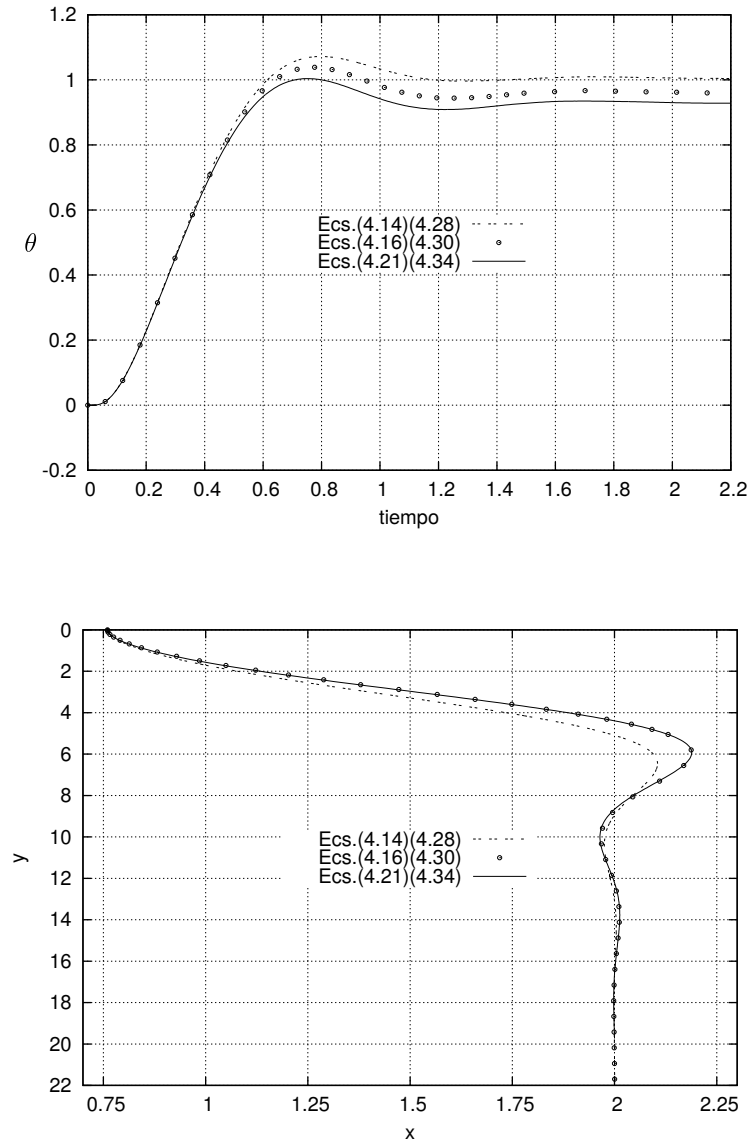 1.2
1
0.8
0.6
0.4
0.2
0
-0.2
θ
Ecs.(4.14)(4.28)
Ecs.(4.16)(4.30)
Ecs.(4.21)(4.34)
0 0.2 0.4 0.6 0.8 1 1.2 1.4 1.6 1.8 2 2.2
tiempo
0
2
4
6
8
10
12
14
16
18
20
22
y
Ecs.(4.14)(4.28)
Ecs.(4.16)(4.30)
Ecs.(4.21)(4.34)
0.75 1 1.25 1.5 1.75 2 2.25
x